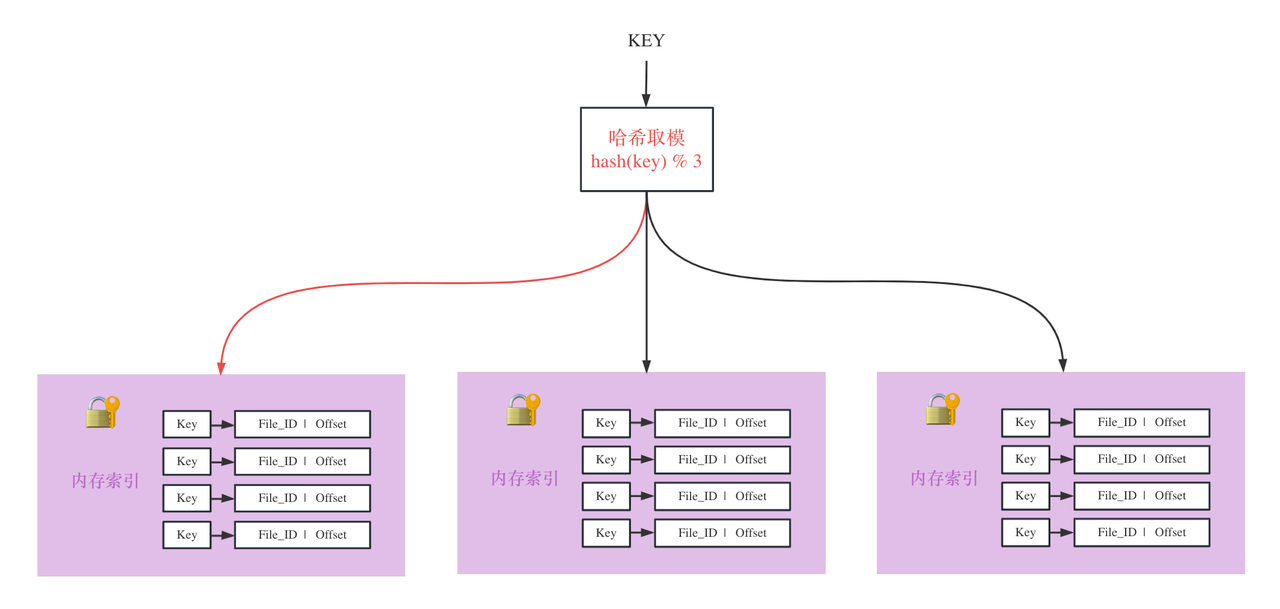 KEY
哈希取模
hash(key) % 3
内存索引
Key
File_ID | Offset
Key
File_ID | Offset
Key
File_ID | Offset
Key
File_ID | Offset
内存索引
Key
File_ID | Offset
Key
File_ID | Offset
Key
File_ID | Offset
Key
File_ID | Offset
内存索引
Key
File_ID | Offset
Key
File_ID | Offset
Key
File_ID | Offset
Key
File_ID | Offset